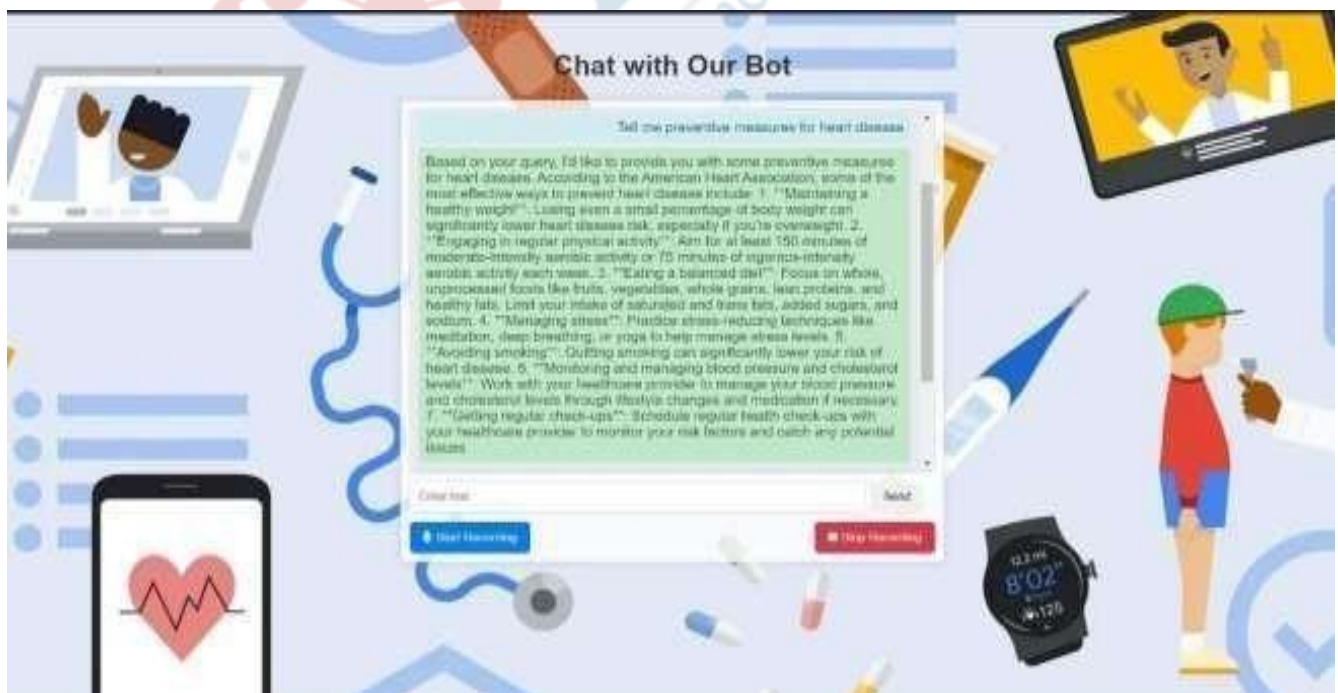 Chat with Our Bot
Tell me preventive measures for heart disease
Based on your query, I'd like to provide you with some preventive measures
for heart disease. According to the American Heart Association, some of the
most effective ways to prevent heart disease include: 1. **Maintaining a
healthy weight**: Losing even a small percentage of body weight can
significantly lower heart disease risk, especially if you're overweight. 2.
**Engaging in regular physical activity**: Aim for at least 150 minutes of
moderate-intensity aerobic activity or 75 minutes of vigorous-intensity
aerobic activity each week. 3. **Eating a balanced diet**: Focus on whole,
unprocessed foods like fruits, vegetables, whole grains, lean proteins, and
healthy fats. Limit your intake of saturated and trans fats, added sugars, and
sodium. 4. **Managing stress**: Practice stress-reducing techniques like
meditation, deep breathing, or yoga to help manage stress levels. 5.
**Avoiding smoking**: Quitting smoking can significantly lower your risk of
heart disease. 6. **Monitoring and managing blood pressure and cholesterol
levels**: Work with your healthcare provider to manage your blood pressure
and cholesterol levels through lifestyle changes and medication if necessary.
7. **Getting regular check-ups**: Schedule regular health check-ups with
your healthcare provider to monitor your risk factors and catch any potential
issues
Enter text
Send
Start Recording
Stop Recording
8'02"
125